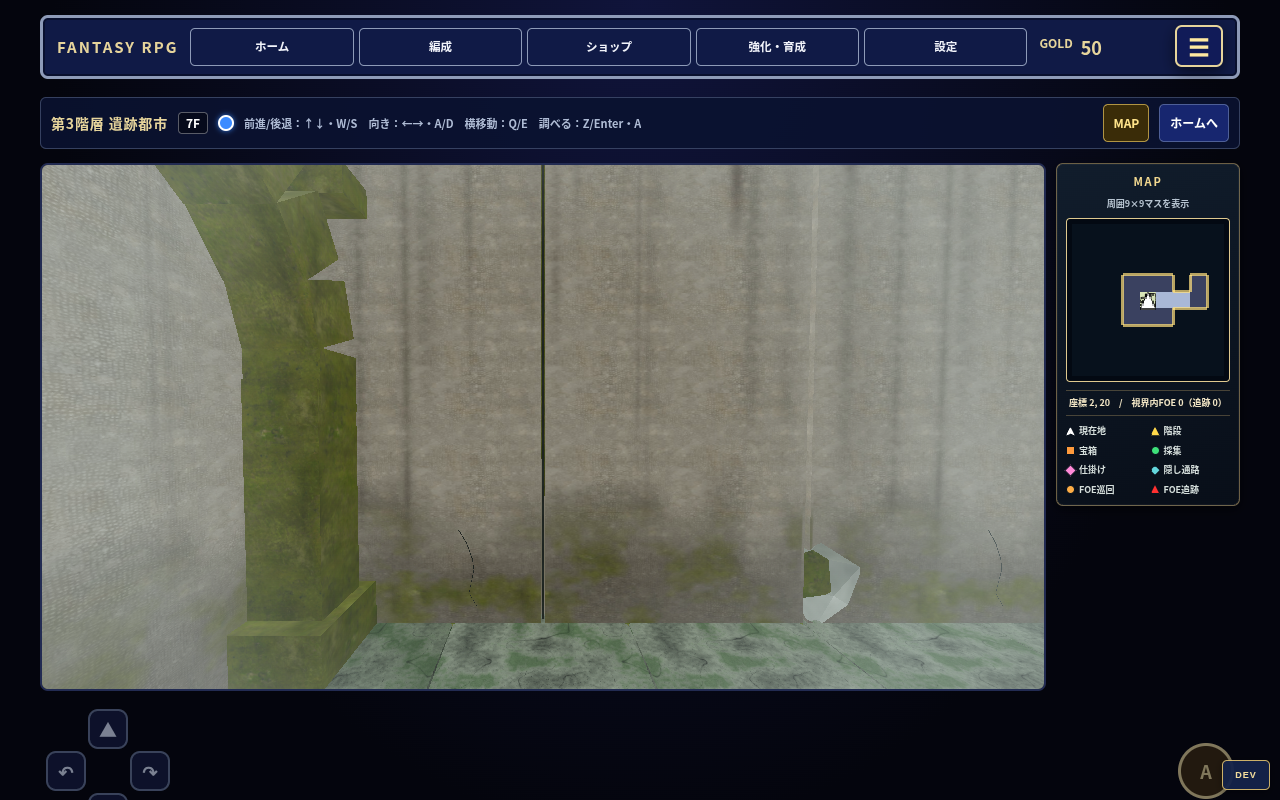 FANTASY RPG
ホーム
編成
ショップ
強化・育成
設定
GOLD 50
第3階層 遺跡都市
7F
前進/後退：↑↓・W/S　向き：←→・A/D　横移動：Q/E　調べる：Z/Enter・A
MAP
ホームへ
MAP
周囲9×9マスを表示
座標 2, 20　/　視界内FOE 0（追跡 0）
現在地
階段
宝箱
採集
仕掛け
隠し通路
FOE巡回
FOE追跡
A
DEV